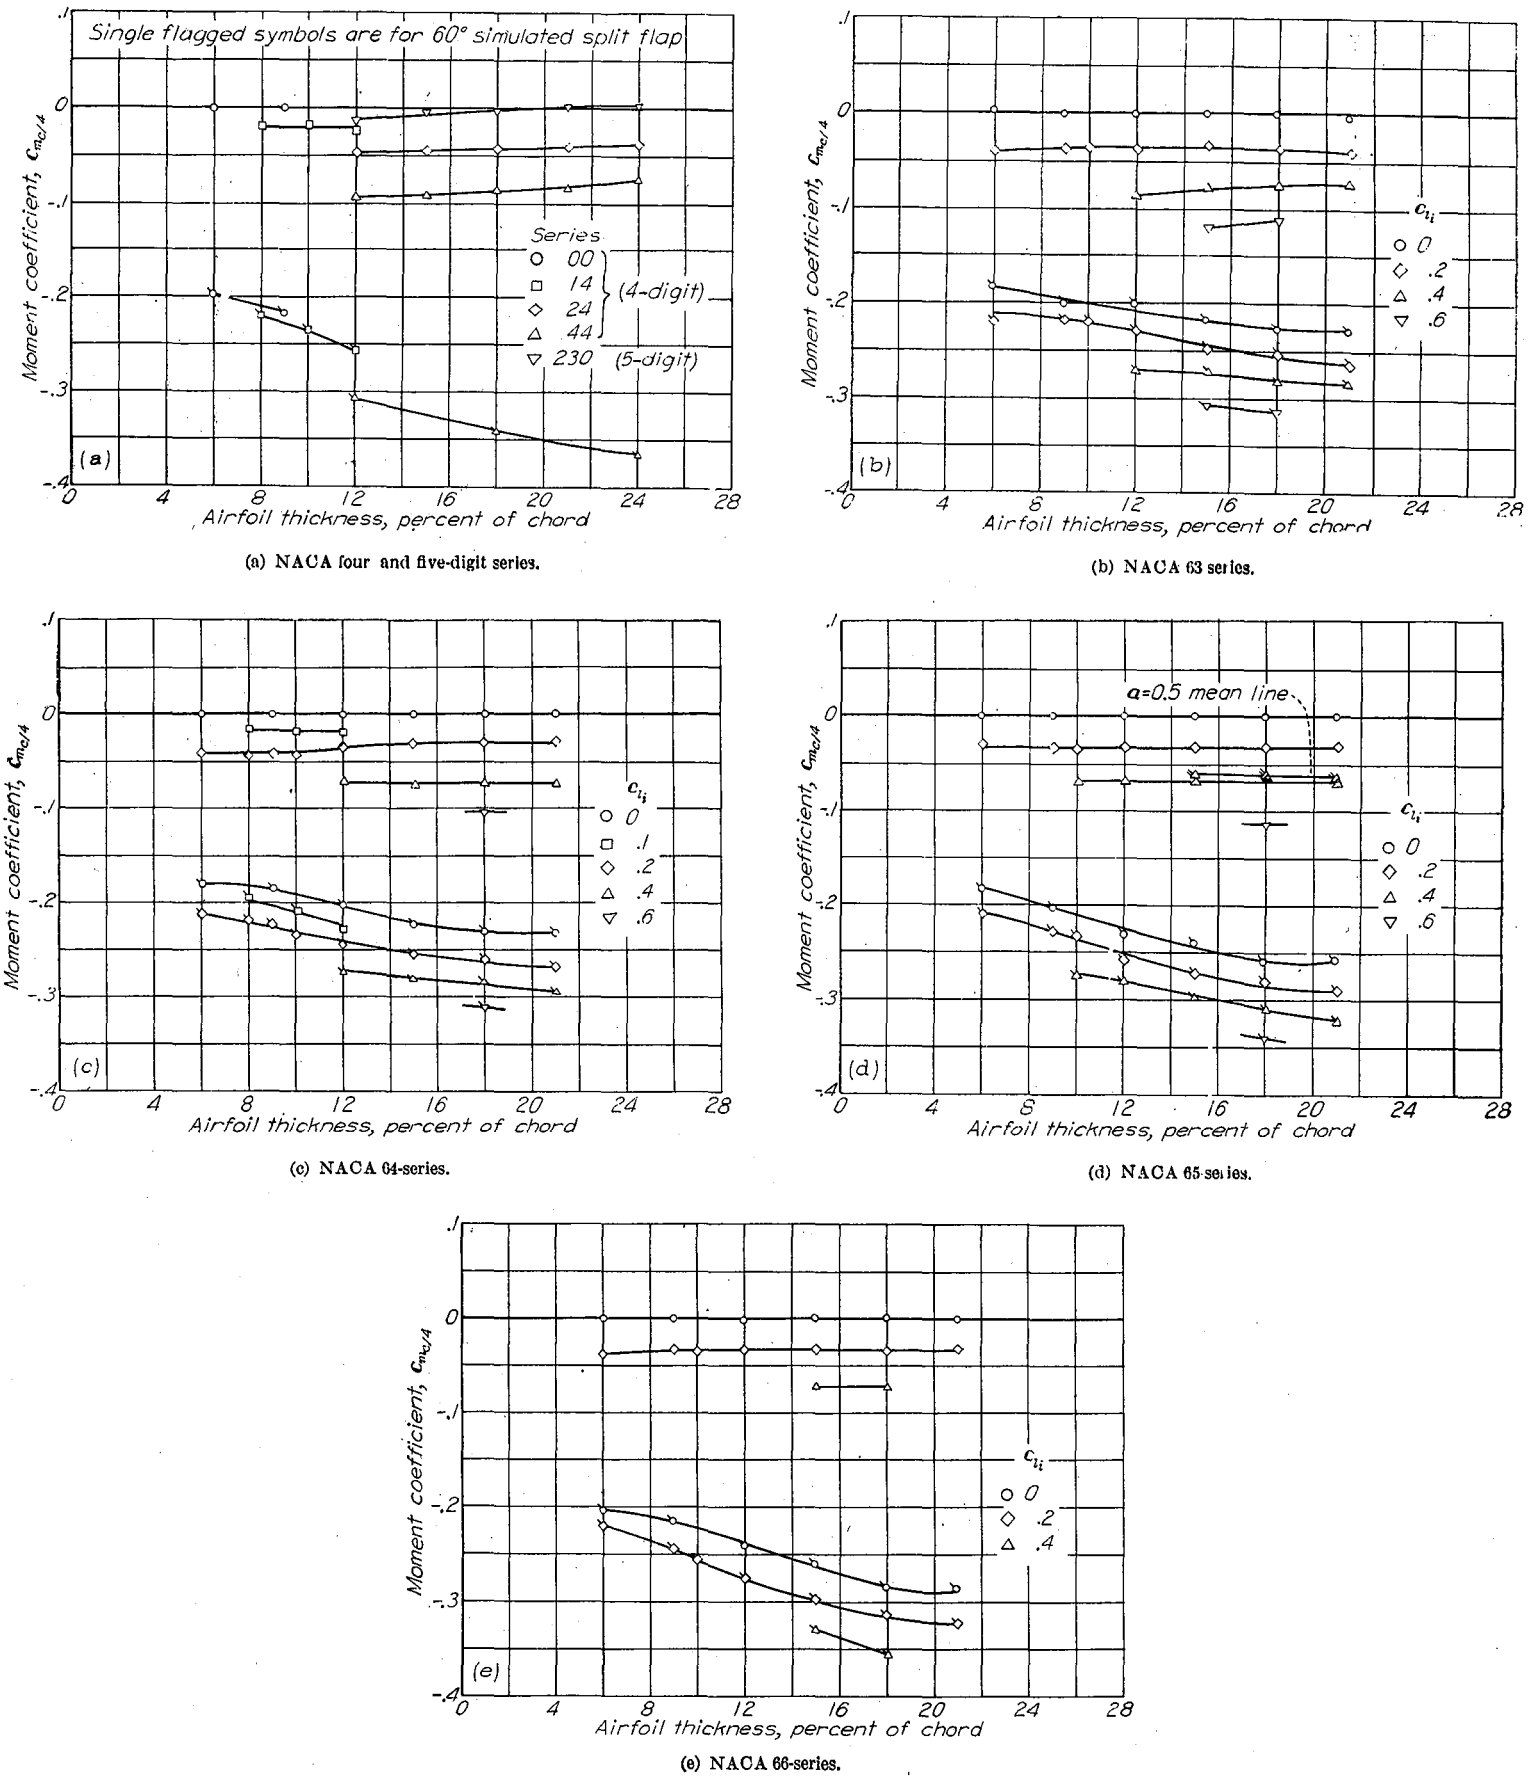 Single flagged symbols are for 60° simulated split flap
.1
0
-.1
-.2
-.3
-.4
Moment coefficient, c_{m_{c/4}}
Series
○ 00
□ 14
◇ 24
△ 44
(4-digit)
▽ 230 (5-digit)
(a)
0 4 8 12 16 20 24 28
Airfoil thickness, percent of chord
(a) NACA four and five-digit series.
.1
0
-.1
-.2
-.3
-.4
Moment coefficient, c_{m_{c/4}}
c_{l_i}
○ 0
◇ .2
△ .4
▽ .6
(b)
0 4 8 12 16 20 24 28
Airfoil thickness, percent of chord
(b) NACA 63 series.
.1
0
-.1
-.2
-.3
-.4
Moment coefficient, c_{m_{c/4}}
c_{l_i}
○ 0
□ .1
◇ .2
△ .4
▽ .6
(c)
0 4 8 12 16 20 24 28
Airfoil thickness, percent of chord
(c) NACA 64-series.
.1
0
-.1
-.2
-.3
-.4
Moment coefficient, c_{m_{c/4}}
a=0.5 mean line
c_{l_i}
○ 0
◇ .2
△ .4
▽ .6
(d)
0 4 8 12 16 20 24 28
Airfoil thickness, percent of chord
(d) NACA 65-series.
.1
0
-.1
-.2
-.3
-.4
Moment coefficient, c_{m_{c/4}}
c_{l_i}
○ 0
◇ .2
△ .4
(e)
0 4 8 12 16 20 24 28
Airfoil thickness, percent of chord
(e) NACA 66-series.